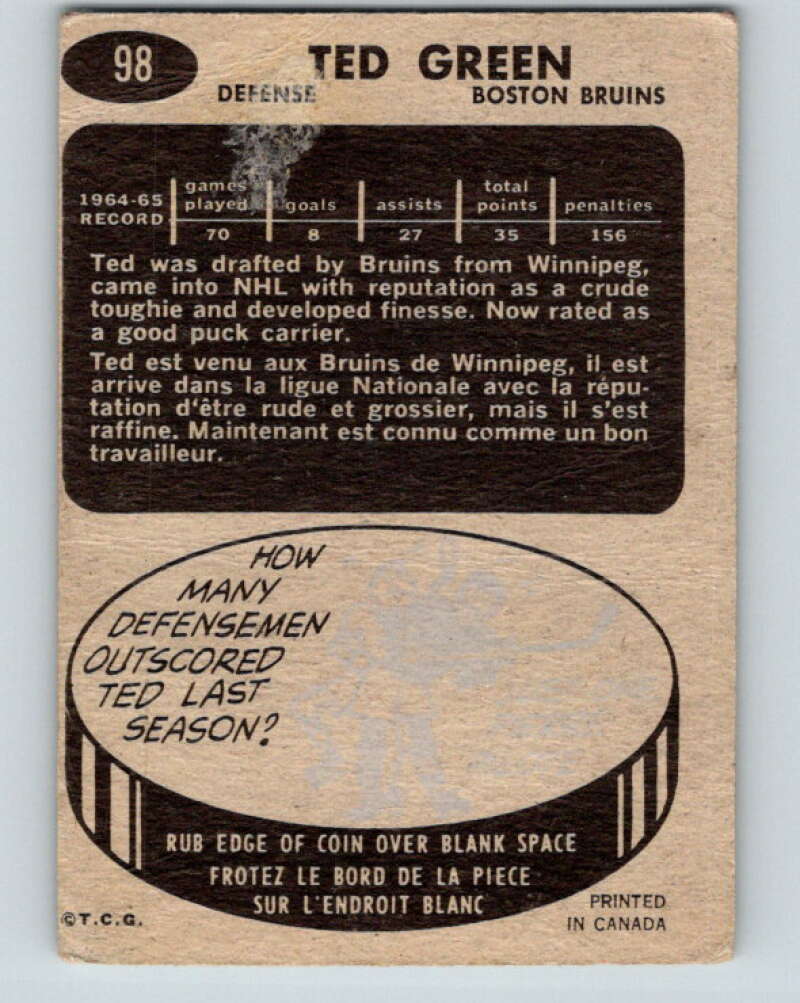 98
TED GREEN
DEFENSE BOSTON BRUINS
1964-65 RECORD games played goals assists total points penalties
70 8 27 35 156
Ted was drafted by Bruins from Winnipeg,
came into NHL with reputation as a crude
toughie and developed finesse. Now rated as
a good puck carrier.
Ted est venu aux Bruins de Winnipeg, il est
arrive dans la ligue Nationale avec la répu-
tation d'être rude et grossier, mais il s'est
raffine. Maintenant est connu comme un bon
travailleur.
HOW
MANY
DEFENSEMEN
OUTSCORED
TED LAST
SEASON?
RUB EDGE OF COIN OVER BLANK SPACE
FROTEZ LE BORD DE LA PIECE
SUR L'ENDROIT BLANC
©T.C.G.
PRINTED
IN CANADA